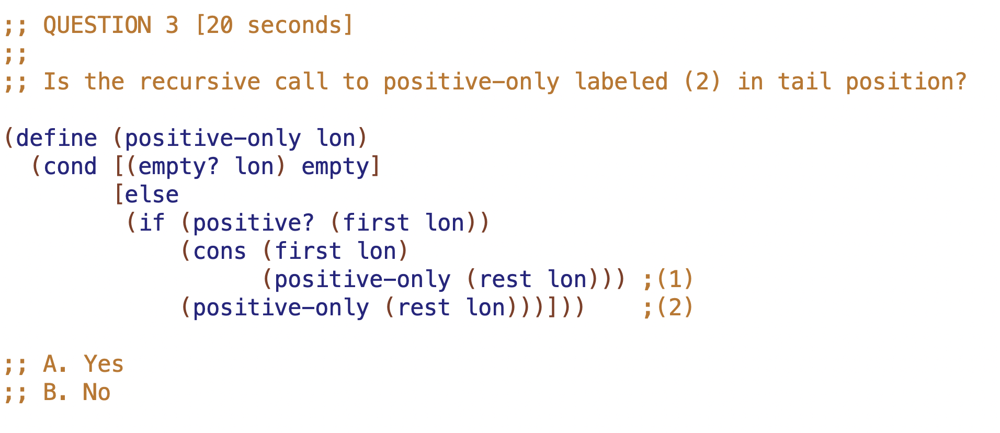 ;; QUESTION 3 [20 seconds]
;;
;; Is the recursive call to positive-only labeled (2) in tail position?
(define (positive-only lon)
  (cond [(empty? lon) empty]
        [else
         (if (positive? (first lon))
             (cons (first lon)
                   (positive-only (rest lon))) ;(1)
             (positive-only (rest lon)))]))    ;(2)
;; A. Yes
;; B. No